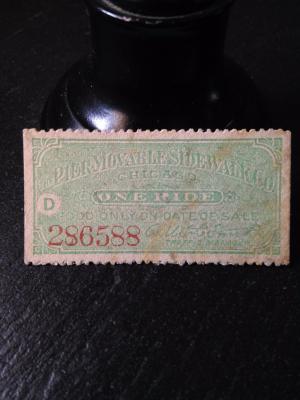 PIER MOVABLE SIDEWALK CO.
CHICAGO
ONE RIDE
D
GOOD ONLY ON DATE OF SALE
286588